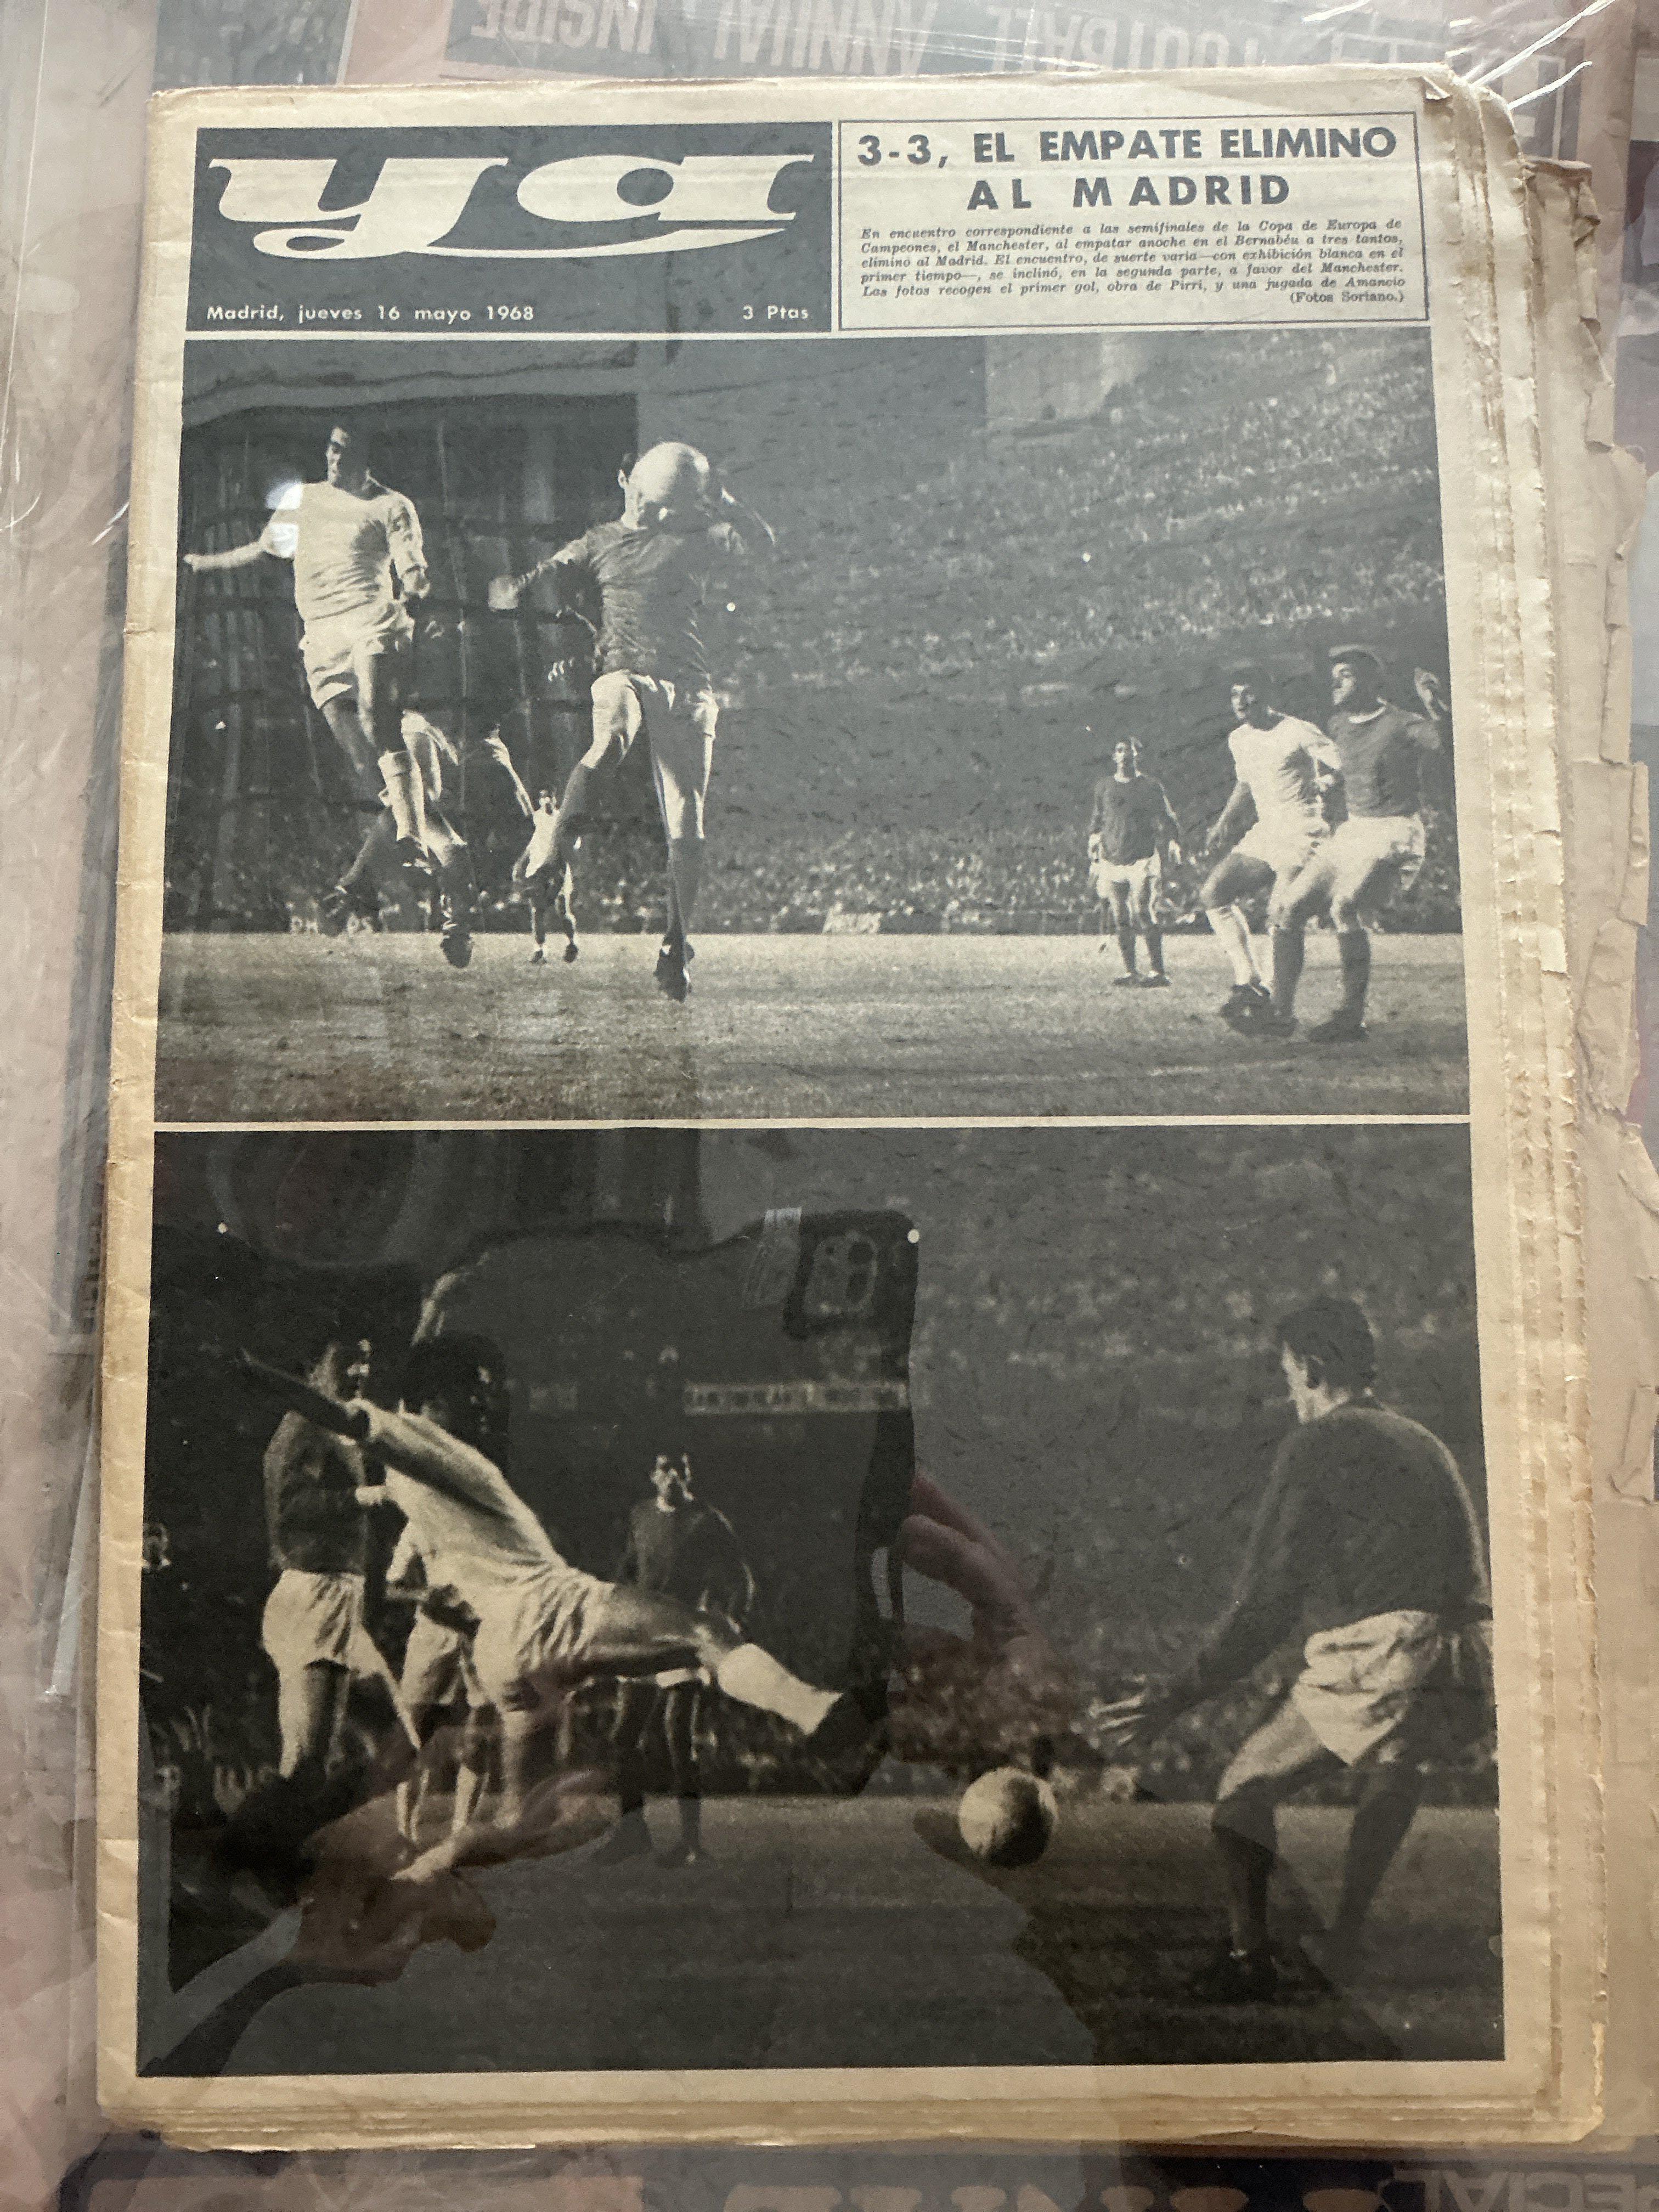 FOOTBALL ANNUAL INSIDE
ya
Madrid, jueves 16 mayo 1968 3 Ptas
3-3, EL EMPATE ELIMINO
AL MADRID
En encuentro correspondiente a las semifinales de la Copa de Europa de
Campeones, el Manchester, al empatar anoche en el Bernabéu a tres tantos,
eliminó al Madrid. El encuentro, de suerte varia—con exhibición blanca en el
primer tiempo—, se inclinó, en la segunda parte, a favor del Manchester.
Las fotos recogen el primer gol, obra de Pirri, y una jugada de Amancio
(Fotos Soriano.)